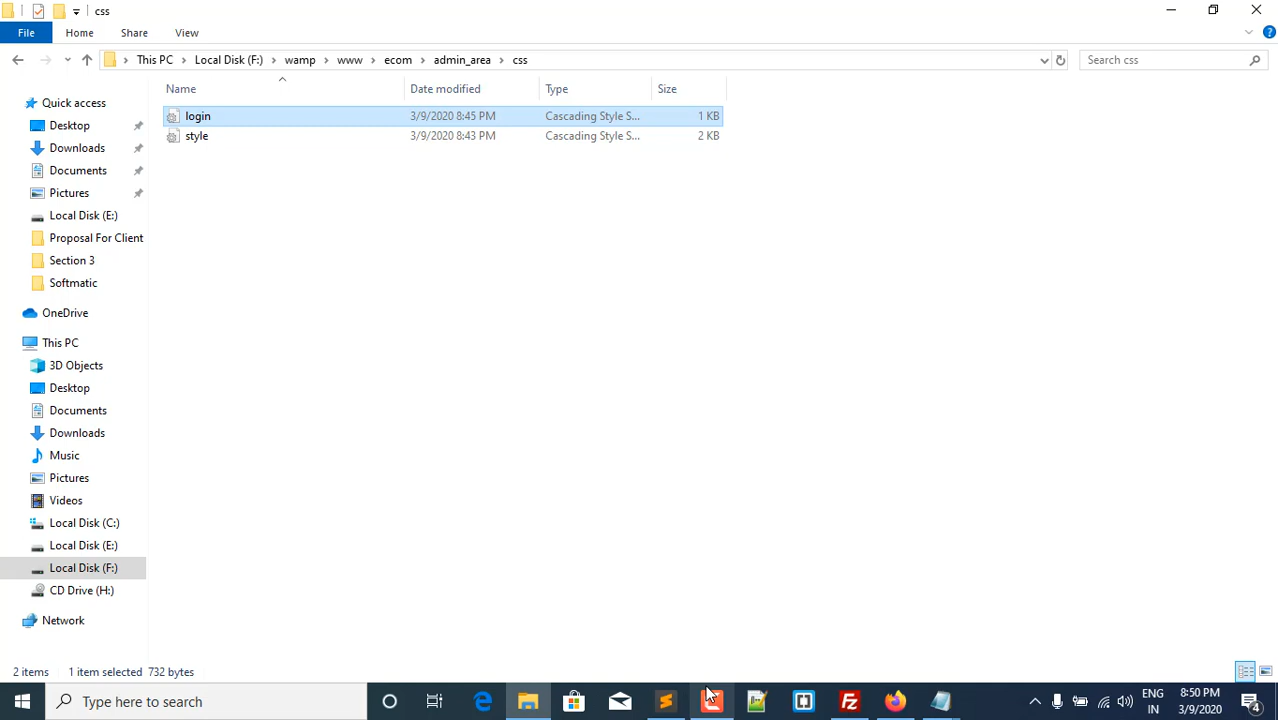 css
File Home Share View
This PC Local Disk (F:) wamp www ecom admin_area css Search css
Name Date modified Type Size
login 3/9/2020 8:45 PM Cascading Style S... 1 KB
style 3/9/2020 8:43 PM Cascading Style S... 2 KB
Quick access
Desktop
Downloads
Documents
Pictures
Local Disk (E:)
Proposal For Client
Section 3
Softmatic
OneDrive
This PC
3D Objects
Desktop
Documents
Downloads
Music
Pictures
Videos
Local Disk (C:)
Local Disk (E:)
Local Disk (F:)
CD Drive (H:)
Network
2 items 1 item selected 732 bytes
Type here to search
ENG
IN
8:50 PM
3/9/2020
4